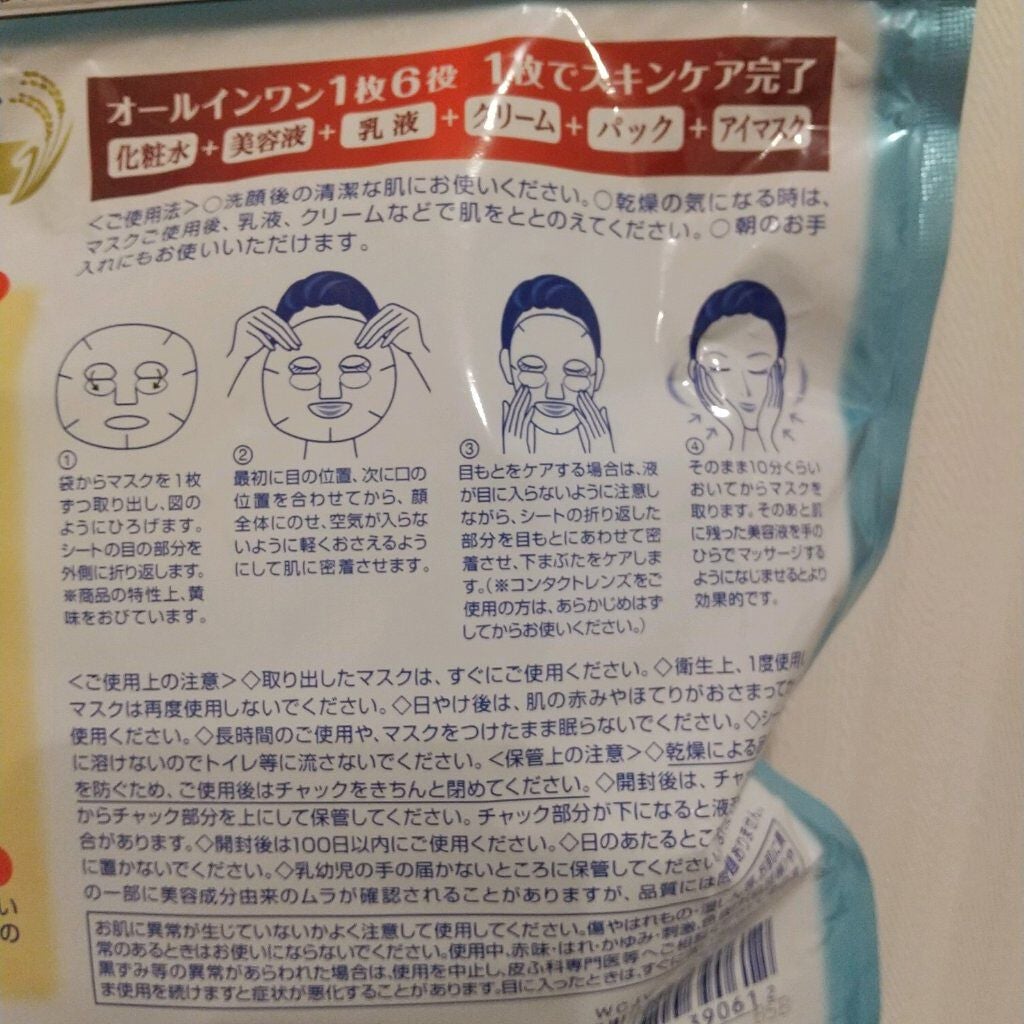 オールインワン1枚6役 1枚でスキンケア完了
化粧水+美容液+乳液+クリーム+パック+アイマスク
<ご使用法>○洗顔後の清潔な肌にお使いください。○乾燥の気になる時は、
マスクご使用後、乳液、クリームなどで肌をととのえてください。○朝のお手
入れにもお使いいただけます。
①
袋からマスクを1枚
ずつ取り出し、図の
ようにひろげます。
シートの目の部分を
外側に折り返します。
※商品の特性上、黄
味をおびています。
②
最初に目の位置、次に口の
位置を合わせてから、顔
全体にのせ、空気が入らな
いように軽くおさえるよう
にして肌に密着させます。
③
目もとをケアする場合は、液
が目に入らないように注意し
ながら、シートの折り返した
部分を目もとにあわせて密
着させ、下まぶたをケアしま
す。(※コンタクトレンズをご
使用の方は、あらかじめはず
してからお使いください。)
④
そのまま10分くらい
おいてからマスクを
取ります。そのあと肌
に残った美容液を手の
ひらでマッサージする
ようになじませるとより
効果的です。
<ご使用上の注意>◇取り出したマスクは、すぐにご使用ください。◇衛生上、1度使用
マスクは再度使用しないでください。◇日やけ後は、肌の赤みやほてりがおさまって
使用ください。◇長時間のご使用や、マスクをつけたまま眠らないでください。◇シー
に溶けないのでトイレ等に流さないでください。<保管上の注意>◇乾燥による
を防ぐため、ご使用後はチャックをきちんと閉めてください。◇開封後は、チャッ
からチャック部分を上にして保管してください。チャック部分が下になると液
合があります。◇開封後は100日以内にご使用ください。◇日のあたるところ
に置かないでください。◇乳幼児の手の届かないところに保管してください
の一部に美容成分由来のムラが確認されることがありますが、品質には問題ありません。
お肌に異常が生じていないかよく注意して使用してください。傷やはれもの・湿しん
常のあるときはお使いにならないでください。使用中、赤味・はれ・かゆみ・刺激、
黒ずみ等の異常があらわれた場合は、使用を中止し、皮ふ科専門医等へご相談
ま使用を続けますと症状が悪化することがあります。目に入ったときは、すぐに
39061 2
い
の